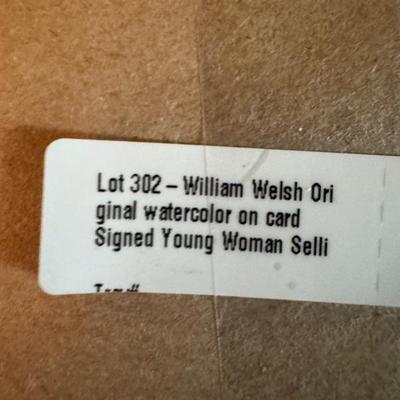 Lot 302 – William Welsh Ori
ginal watercolor on card
Signed Young Woman Selli